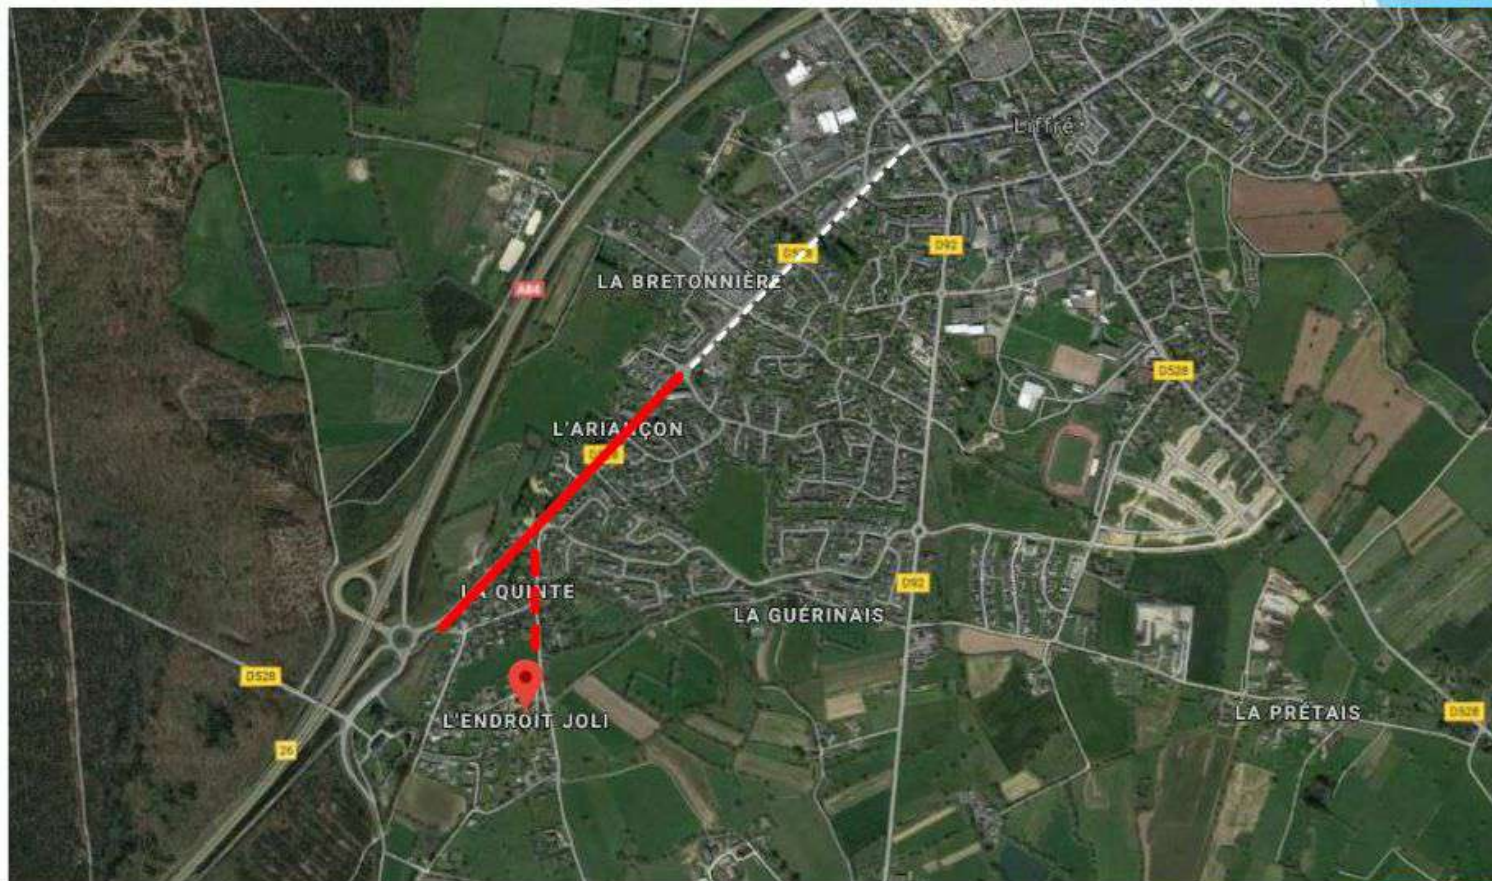 Liffré
D92
LA BRETONNIÈRE
A84
D528
L'ARIANÇON
LA QUINTE
D92
LA GUÉRINAIS
D528
L'ENDROIT JOLI
LA PRÉTAIS
D528
26